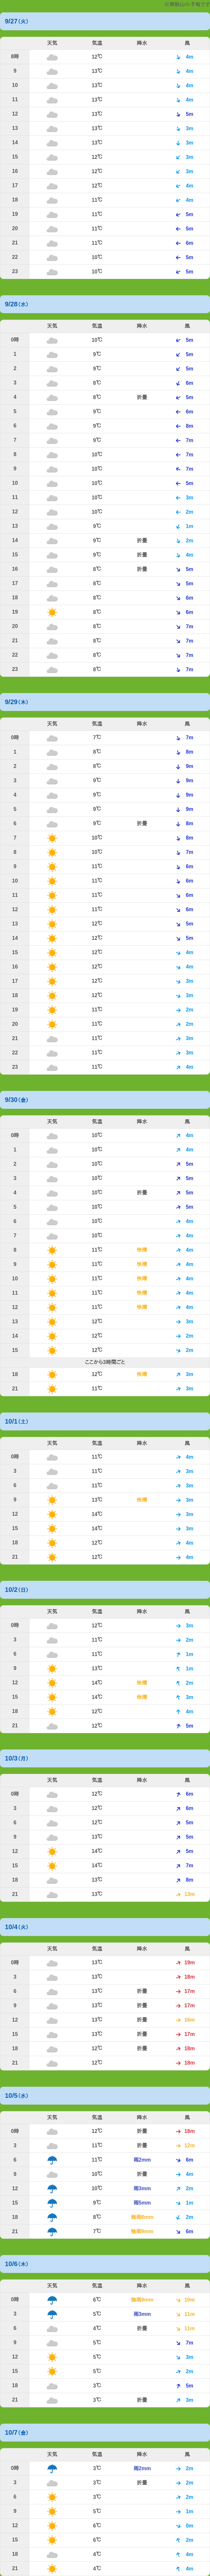 9/27(火)
天気 気温 降水 風
8時 12℃ 4m
9 13℃ 4m
10 13℃ 4m
11 13℃ 4m
12 13℃ 5m
13 13℃ 3m
14 13℃ 3m
15 12℃ 3m
16 12℃ 3m
17 12℃ 4m
18 11℃ 4m
19 11℃ 5m
20 11℃ 5m
21 11℃ 6m
22 10℃ 5m
23 10℃ 5m
9/28(水)
天気 気温 降水 風
0時 10℃ 5m
1 9℃ 5m
2 9℃ 5m
3 8℃ 6m
4 8℃ 折畳 5m
5 9℃ 6m
6 9℃ 8m
7 9℃ 7m
8 10℃ 7m
9 10℃ 7m
10 10℃ 5m
11 10℃ 3m
12 10℃ 2m
13 9℃ 1m
14 9℃ 折畳 2m
15 9℃ 折畳 4m
16 8℃ 折畳 5m
17 8℃ 5m
18 8℃ 6m
19 8℃ 6m
20 8℃ 7m
21 8℃ 7m
22 8℃ 7m
23 8℃ 7m
9/29(木)
天気 気温 降水 風
0時 7℃ 7m
1 8℃ 8m
2 8℃ 9m
3 9℃ 9m
4 9℃ 9m
5 9℃ 9m
6 9℃ 折畳 8m
7 10℃ 8m
8 10℃ 7m
9 11℃ 6m
10 11℃ 6m
11 11℃ 6m
12 11℃ 6m
13 12℃ 5m
14 12℃ 5m
15 12℃ 4m
16 12℃ 4m
17 12℃ 3m
18 12℃ 3m
19 11℃ 2m
20 11℃ 2m
21 11℃ 3m
22 11℃ 3m
23 11℃ 4m
9/30(金)
天気 気温 降水 風
0時 10℃ 4m
1 10℃ 4m
2 10℃ 5m
3 10℃ 5m
4 10℃ 折畳 5m
5 10℃ 5m
6 10℃ 4m
7 10℃ 4m
8 11℃ 快晴 4m
9 11℃ 快晴 4m
10 11℃ 快晴 4m
11 11℃ 快晴 4m
12 11℃ 快晴 4m
13 12℃ 3m
14 12℃ 2m
15 12℃ 2m
ここから3時間ごと
18 12℃ 快晴 3m
21 11℃ 3m
10/1(土)
天気 気温 降水 風
0時 11℃ 4m
3 11℃ 3m
6 11℃ 3m
9 13℃ 快晴 3m
12 14℃ 3m
15 14℃ 3m
18 12℃ 4m
21 12℃ 4m
10/2(日)
天気 気温 降水 風
0時 12℃ 3m
3 11℃ 2m
6 11℃ 1m
9 13℃ 1m
12 14℃ 快晴 2m
15 14℃ 快晴 3m
18 12℃ 4m
21 12℃ 5m
10/3(月)
天気 気温 降水 風
0時 12℃ 6m
3 12℃ 6m
6 12℃ 5m
9 13℃ 5m
12 14℃ 5m
15 14℃ 7m
18 13℃ 8m
21 13℃ 13m
10/4(火)
天気 気温 降水 風
0時 13℃ 19m
3 13℃ 18m
6 13℃ 折畳 17m
9 13℃ 折畳 17m
12 13℃ 折畳 16m
15 13℃ 折畳 17m
18 12℃ 折畳 18m
21 12℃ 18m
10/5(水)
天気 気温 降水 風
0時 12℃ 折畳 18m
3 11℃ 折畳 12m
6 11℃ 雨2mm 6m
9 10℃ 折畳 4m
12 10℃ 雨3mm 2m
15 9℃ 雨5mm 1m
18 8℃ 強雨8mm 2m
21 7℃ 強雨9mm 6m
10/6(木)
天気 気温 降水 風
0時 6℃ 強雨9mm 10m
3 5℃ 雨3mm 11m
6 4℃ 折畳 11m
9 5℃ 7m
12 5℃ 3m
15 5℃ 2m
18 3℃ 5m
21 3℃ 折畳 3m
10/7(金)
天気 気温 降水 風
0時 3℃ 雨2mm 2m
3 3℃ 折畳 2m
6 3℃ 2m
9 5℃ 1m
12 6℃ 0m
15 6℃ 2m
18 4℃ 4m
21 4℃ 4m